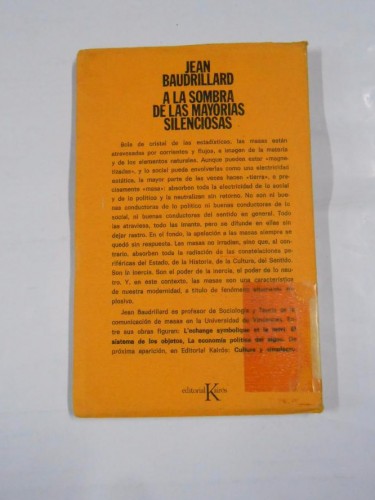 JEAN
BAUDRILLARD
A LA SOMBRA
DE LAS MAYORIAS
SILENCIOSAS
Bola de cristal de las estadísticas, las masas están
atravesadas por corrientes y flujos, a imagen de la materia
y de los elementos naturales. Aunque pueden estar «magne-
tizadas», y lo social puede envolverlas como una electricidad
estática, la mayor parte de las veces hacen «tierra», o pre-
cisamente «masa»: absorben toda la electricidad de lo social
y de lo político y la neutralizan sin retorno. No son ni bue-
nas conductoras de lo político ni buenas conductoras de lo
social, ni buenas conductoras del sentido en general. Todo
las atraviesa, todo las imanta, pero se difunde en ellas sin
dejar rastro. En el fondo, la apelación a las masas siempre se
quedó sin respuesta. Las masas no irradian, sino que, al con-
trario, absorben toda la radiación de las constelaciones pe-
riféricas del Estado, de la Historia, de la Cultura, del Sentido.
Son la inercia. Son el poder de la inercia, el poder de lo neu-
tro. Y, en este contexto, las masas son una característica
de nuestra modernidad, a título de fenómeno altamente im-
plosivo.
Jean Baudrillard es profesor de Sociología y Teoría de la
comunicación de masas en la Universidad de Vincennes. En-
tre sus obras figuran: L'echange symbolique et la mort, El
sistema de los objetos, La economía política del signo. De
próxima aparición, en Editorial Kairós: Cultura y simulacro.
editorial Kairós